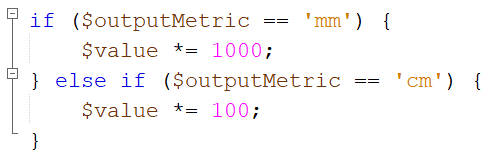 if ($outputMetric == 'mm') {
    $value *= 1000;
} else if ($outputMetric == 'cm') {
    $value *= 100;
}